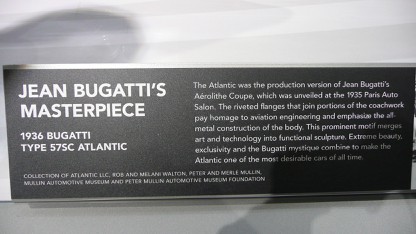 JEAN BUGATTI'S
MASTERPIECE
1936 BUGATTI
TYPE 57SC ATLANTIC
The Atlantic was the production version of Jean Bugatti's
Aérolithe Coupe, which was unveiled at the 1935 Paris Auto
Salon. The riveted flanges that join portions of the coachwork
pay homage to aviation engineering and emphasize the all-
metal construction of the body. This prominent motif merges
art and technology into functional sculpture. Extreme beauty,
exclusivity and the Bugatti mystique combine to make the
Atlantic one of the most desirable cars of all time.
COLLECTION OF ATLANTIC LLC, ROB AND MELANI WALTON, PETER AND MERLE MULLIN,
MULLIN AUTOMOTIVE MUSEUM AND PETER MULLIN AUTOMOTIVE MUSEUM FOUNDATION